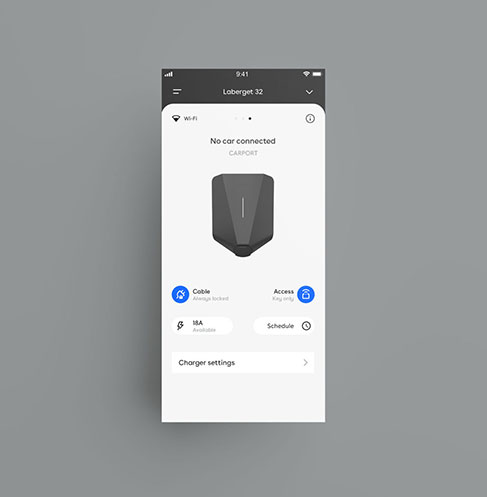 9:41
Laberget 32
Wi-Fi
No car connected
CARPORT
Cable
Always locked
Access
Key only
18A
Available
Schedule
Charger settings